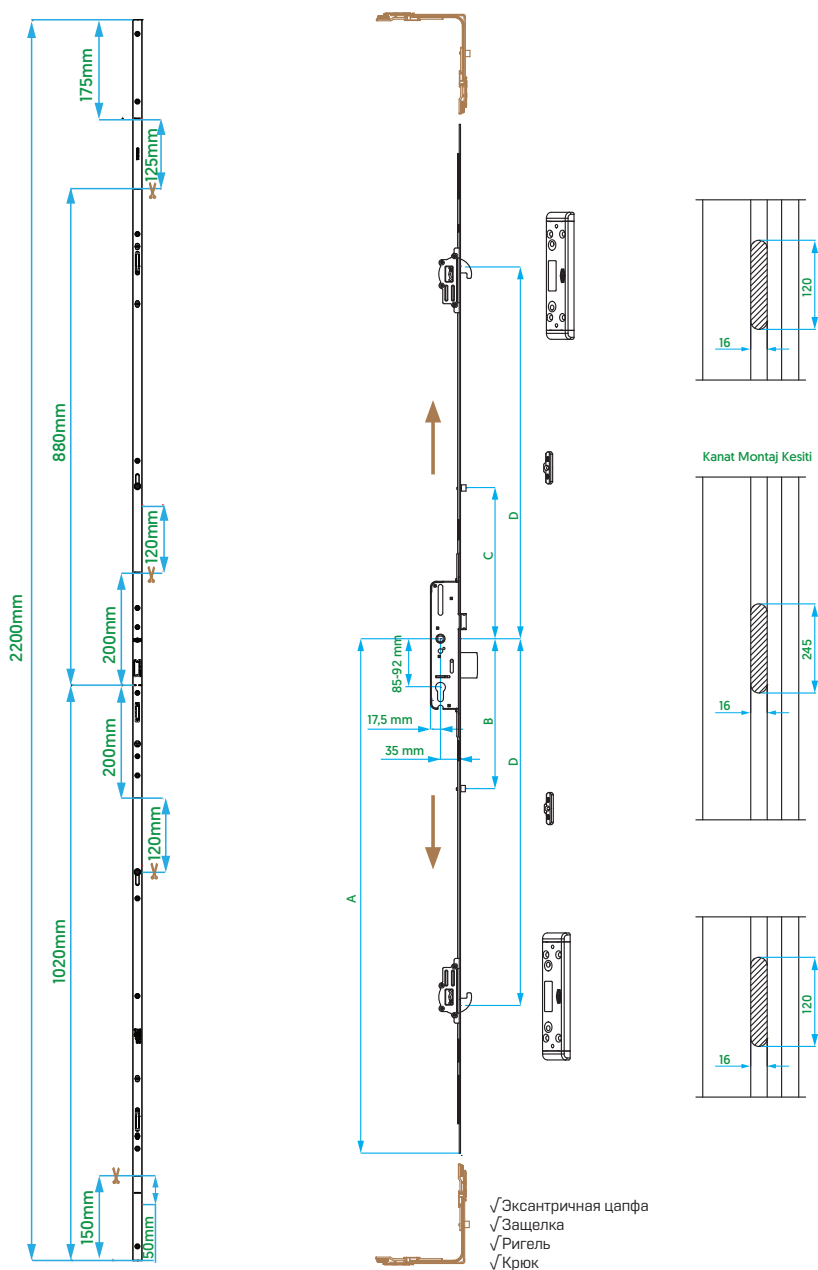 175mm
125mm
880mm
120mm
200mm
2200mm
200mm
120mm
1020mm
150mm
50mm
D
C
85-92 mm
17,5 mm
35 mm
B
D
A
120
16
Kanat Montaj Kesiti
245
16
120
16
√Эксантричная цапфа
√Защелка
√Ригель
√Крюк